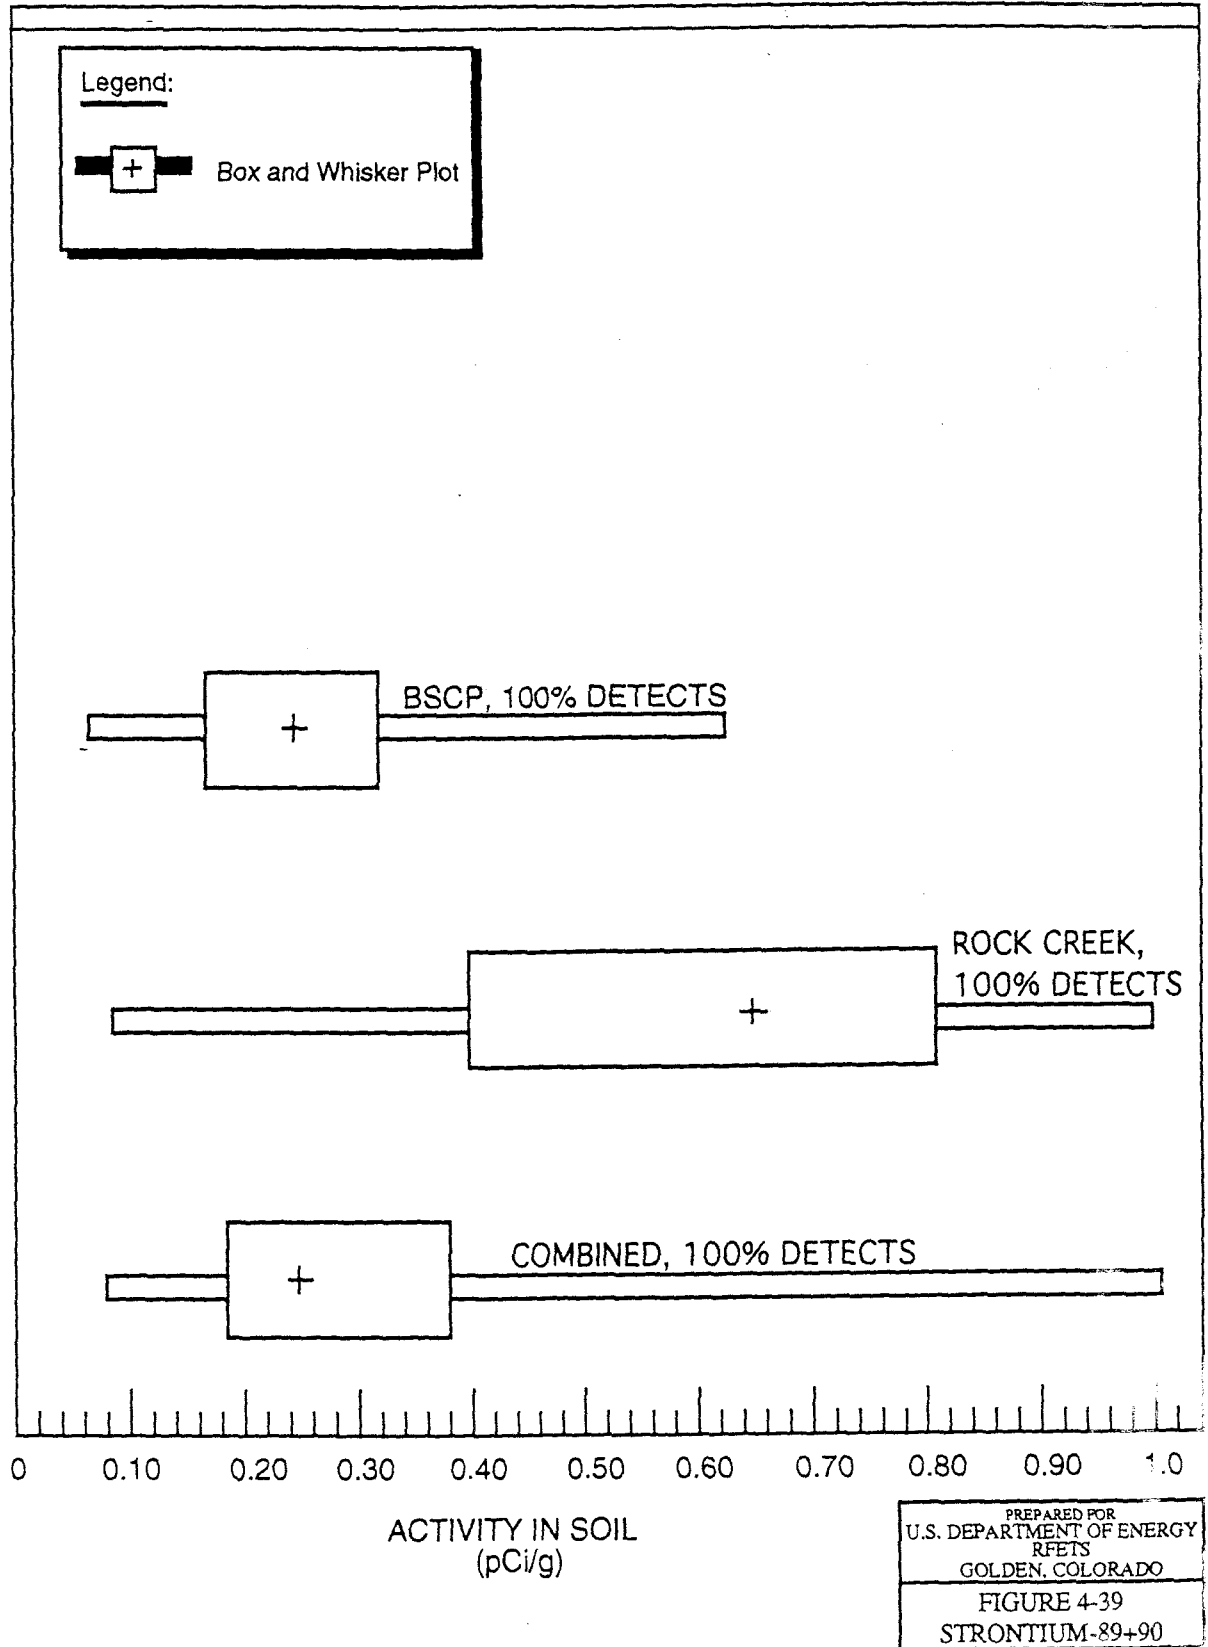 Legend:
Box and Whisker Plot
BSCP, 100% DETECTS
ROCK CREEK,
100% DETECTS
COMBINED, 100% DETECTS
0 0.10 0.20 0.30 0.40 0.50 0.60 0.70 0.80 0.90 1.0
ACTIVITY IN SOIL
(pCi/g)
PREPARED FOR
U.S. DEPARTMENT OF ENERGY
RFETS
GOLDEN, COLORADO
FIGURE 4-39
STRONTIUM-89+90